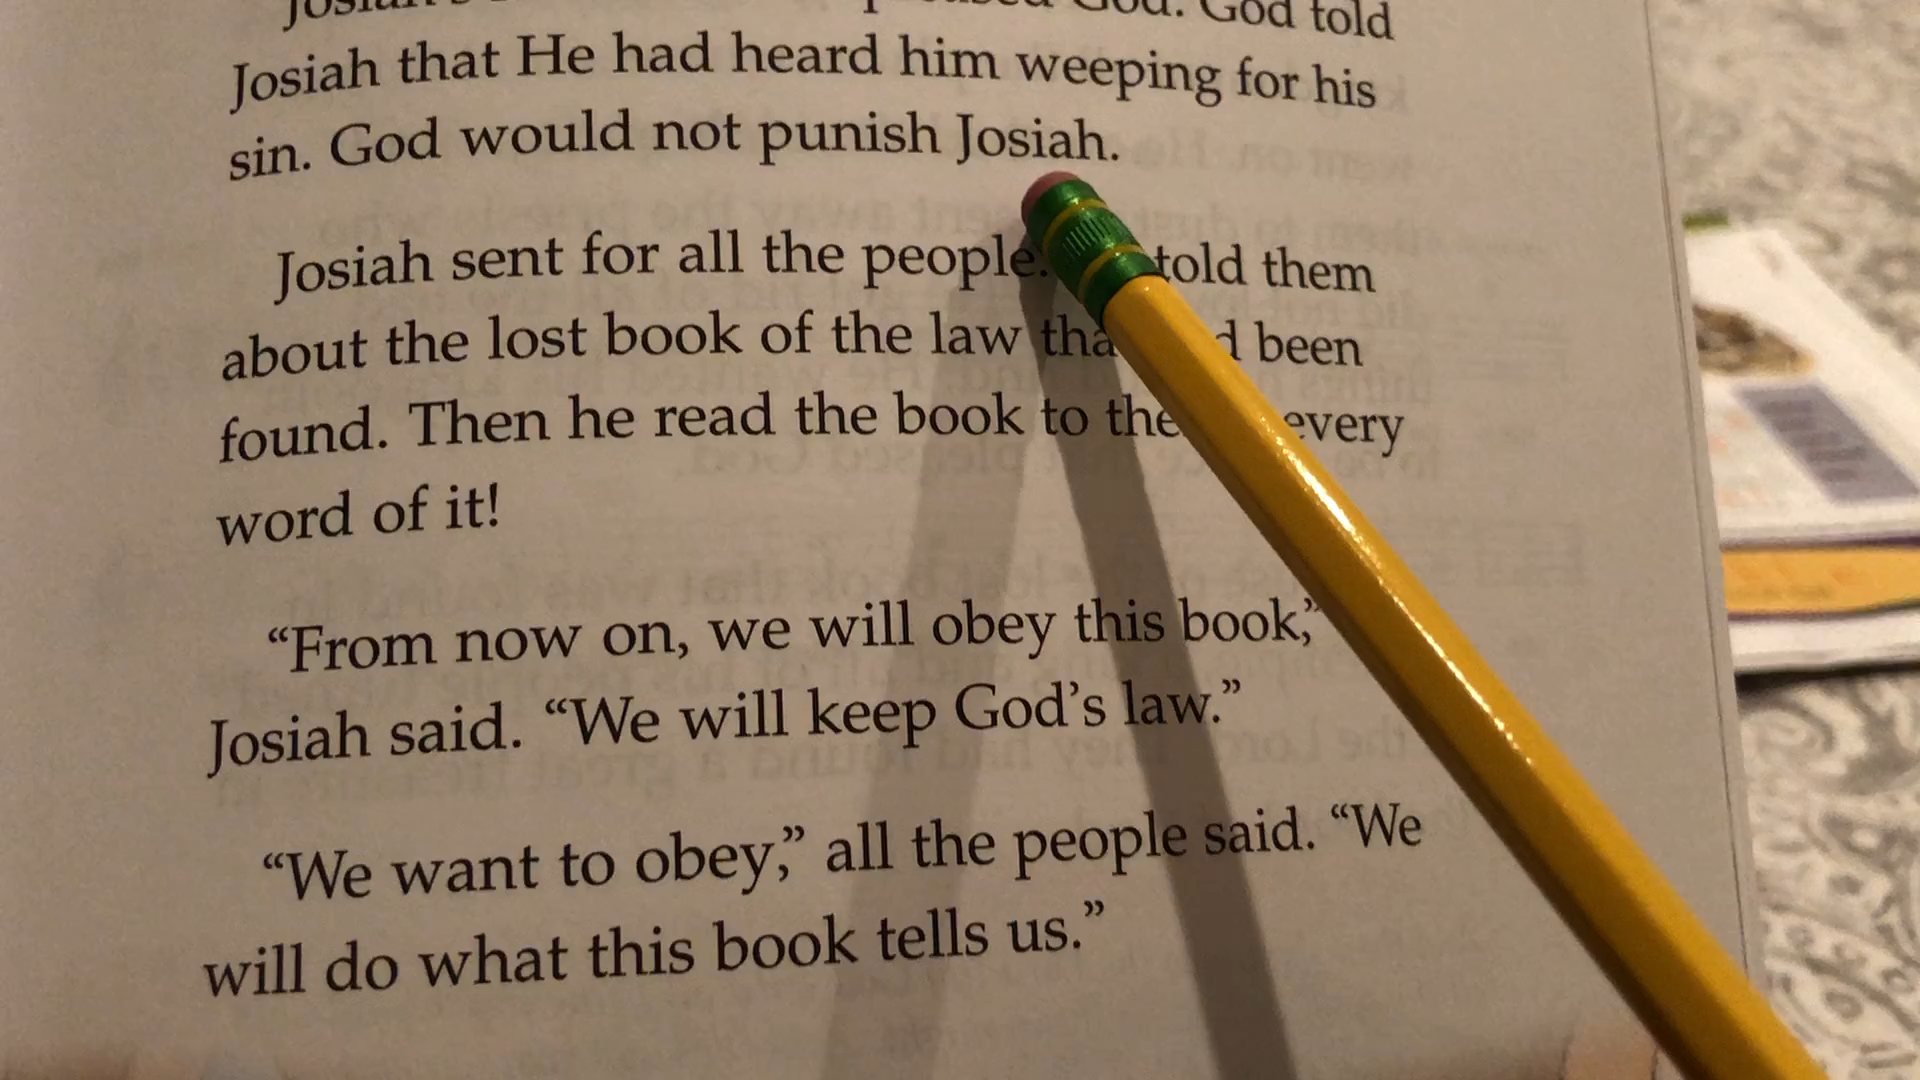 God. God told
Josiah that He had heard him weeping for his
sin. God would not punish Josiah.
Josiah sent for all the people. told them
about the lost book of the law been
found. Then he read the book to every
word of it!
“From now on, we will obey this book,”
Josiah said. “We will keep God’s law.”
“We want to obey,” all the people said. “We
will do what this book tells us.”